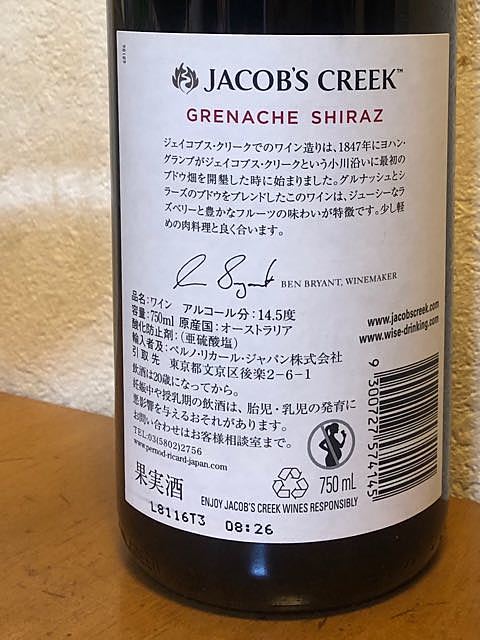 JACOB'S CREEK™
GRENACHE SHIRAZ
ジェイコブス・クリークでのワイン造りは、1847年にヨハン・
グランプがジェイコブス・クリークという小川沿いに最初の
ブドウ畑を開墾した時に始まりました。グルナッシュとシ
ラーズのブドウをブレンドしたこのワインは、ジューシーなラ
ズベリーと豊かなフルーツの味わいが特徴です。少し軽
めの肉料理と良く合います。
BEN BRYANT, WINEMAKER
品名:ワイン アルコール分:14.5度
容量:750ml 原産国:オーストラリア
酸化防止剤:(亜硫酸塩)
輸入者及:ペルノ・リカール・ジャパン株式会社
引取先 東京都文京区後楽2-6-1
飲酒は20歳になってから。
妊娠中や授乳期の飲酒は、胎児・乳児の発育に
悪影響を与えるおそれがあります。
お問い合わせはお客様相談室まで。
TEL:03(5802)2756
www.pernod-ricard-japan.com
www.jacobscreek.com
www.wise-drinking.com
9 300727 574145
果実酒
750 mL
ENJOY JACOB'S CREEK WINES RESPONSIBLY
L8116T3 08:26